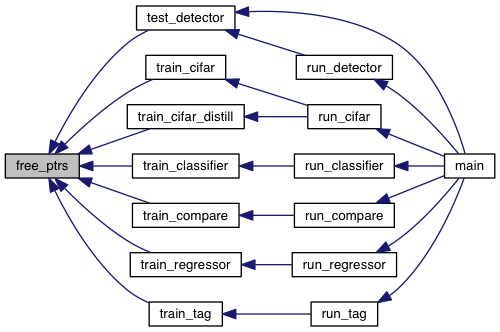 test_detector
train_cifar
run_detector
train_cifar_distill
run_cifar
free_ptrs
train_classifier
run_classifier
main
train_compare
run_compare
train_regressor
run_regressor
train_tag
run_tag